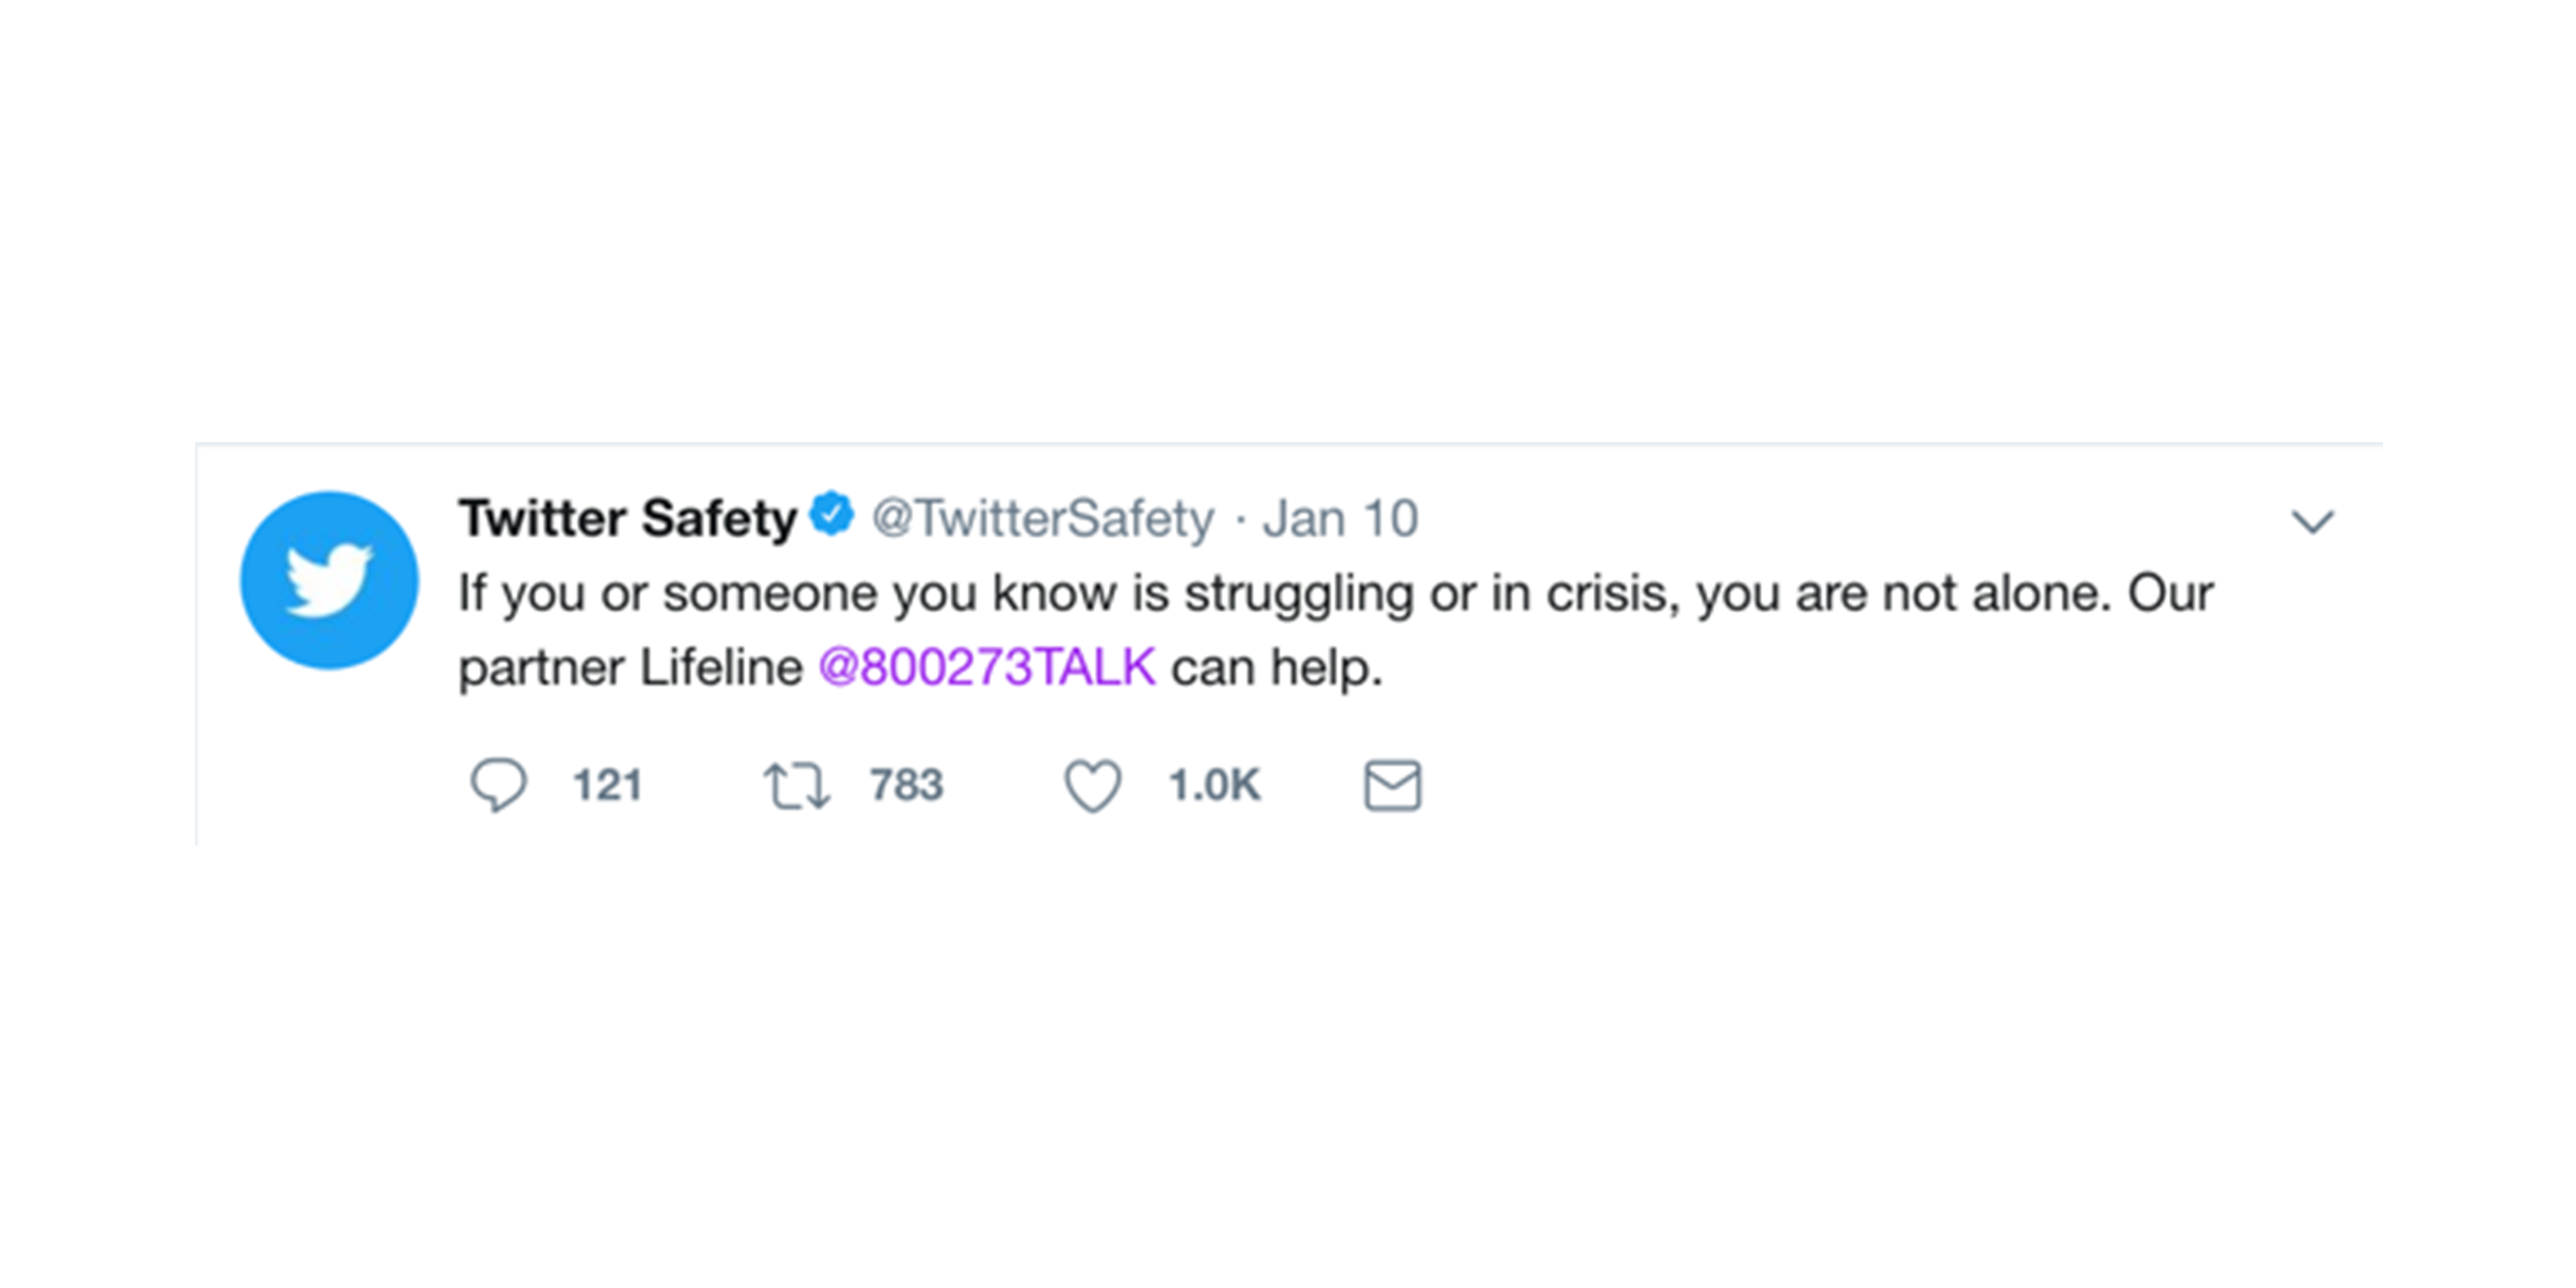 Twitter Safety @TwitterSafety · Jan 10
If you or someone you know is struggling or in crisis, you are not alone. Our
partner Lifeline @800273TALK can help.
121 783 1.0K